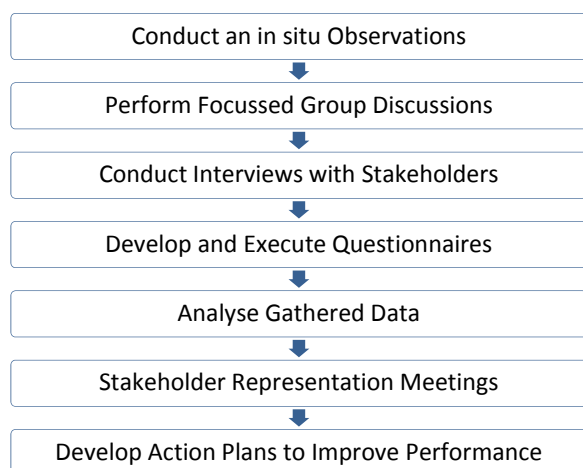 Conduct an in situ Observations
Perform Focussed Group Discussions
Conduct Interviews with Stakeholders
Develop and Execute Questionnaires
Analyse Gathered Data
Stakeholder Representation Meetings
Develop Action Plans to Improve Performance